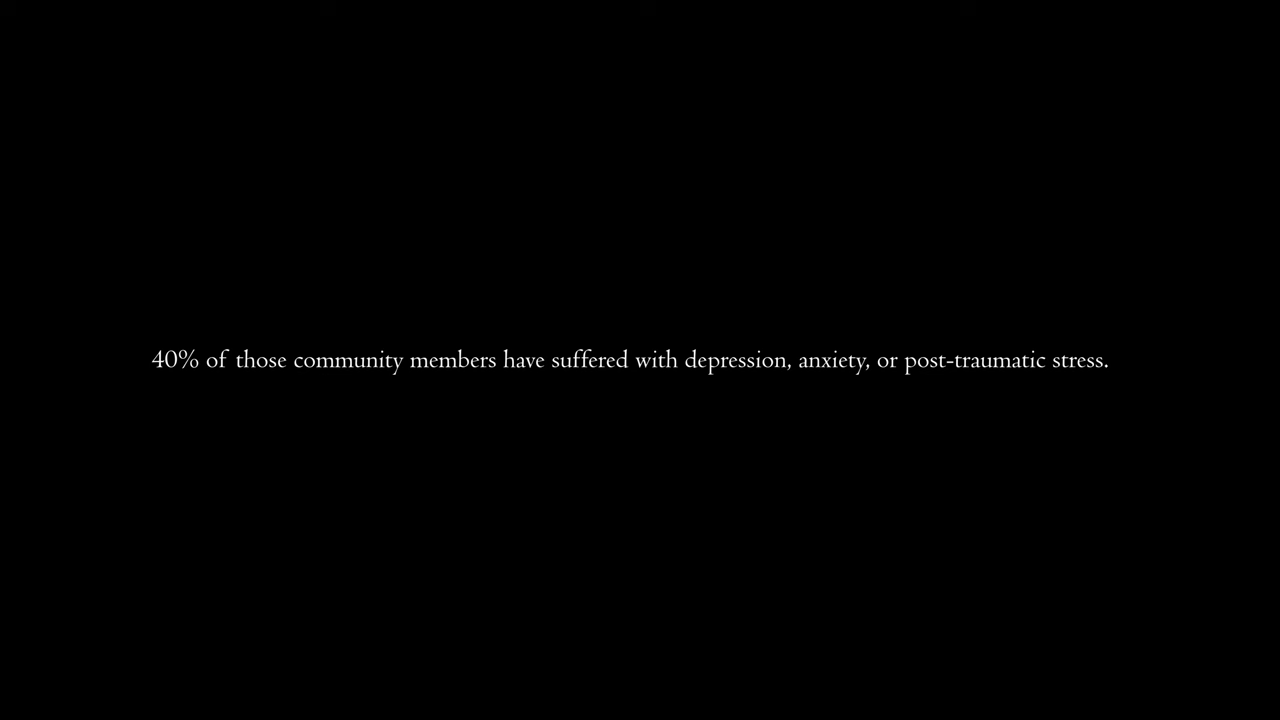 40% of those community members have suffered with depression, anxiety, or post-traumatic stress.